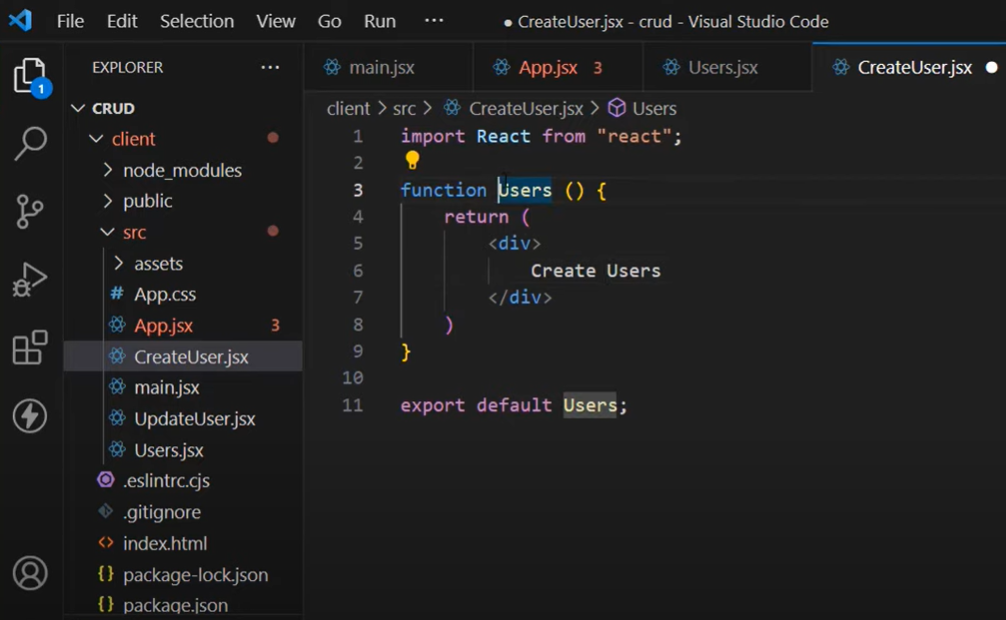 File Edit Selection View Go Run ··· ● CreateUser.jsx - crud - Visual Studio Code
1
EXPLORER ···
CRUD
client
node_modules
public
src
assets
# App.css
App.jsx 3
CreateUser.jsx
main.jsx
UpdateUser.jsx
Users.jsx
.eslintrc.cjs
.gitignore
<> index.html
{} package-lock.json
{} package.json
main.jsx App.jsx 3 Users.jsx CreateUser.jsx ●
client > src > CreateUser.jsx > Users
1 import React from "react";
2
3 function Users () {
4 return (
5 <div>
6 Create Users
7 </div>
8 )
9 }
10
11 export default Users;